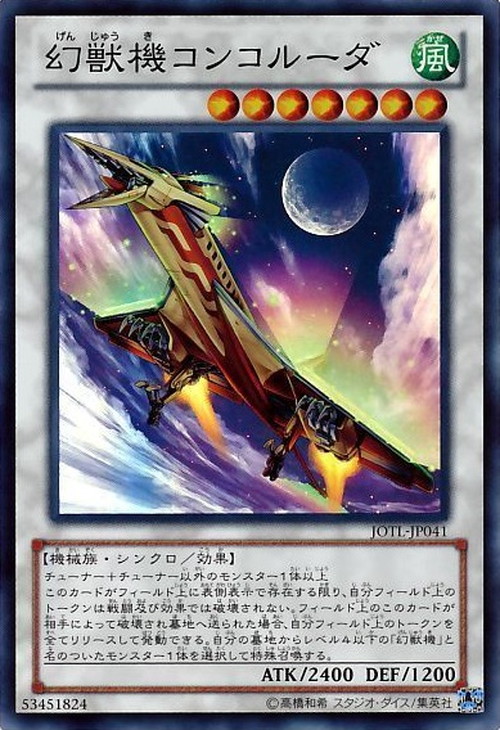 げん じゅう き
幻獣機コンコルーダ
かぜ
風
JOTL-JP041
【機械族・シンクロ/効果】
チューナー+チューナー以外のモンスター1体以上
このカードがフィールド上に表側表示で存在する限り、自分フィールド上の
トークンは戦闘及び効果では破壊されない。フィールド上のこのカードが
相手によって破壊され墓地へ送られた場合、自分フィールド上のトークンを
全てリリースして発動できる。自分の墓地からレベル4以下の「幻獣機」と
名のついたモンスター1体を選択して特殊召喚する。
ATK/2400 DEF/1200
53451824
©高橋和希 スタジオ・ダイス/集英社